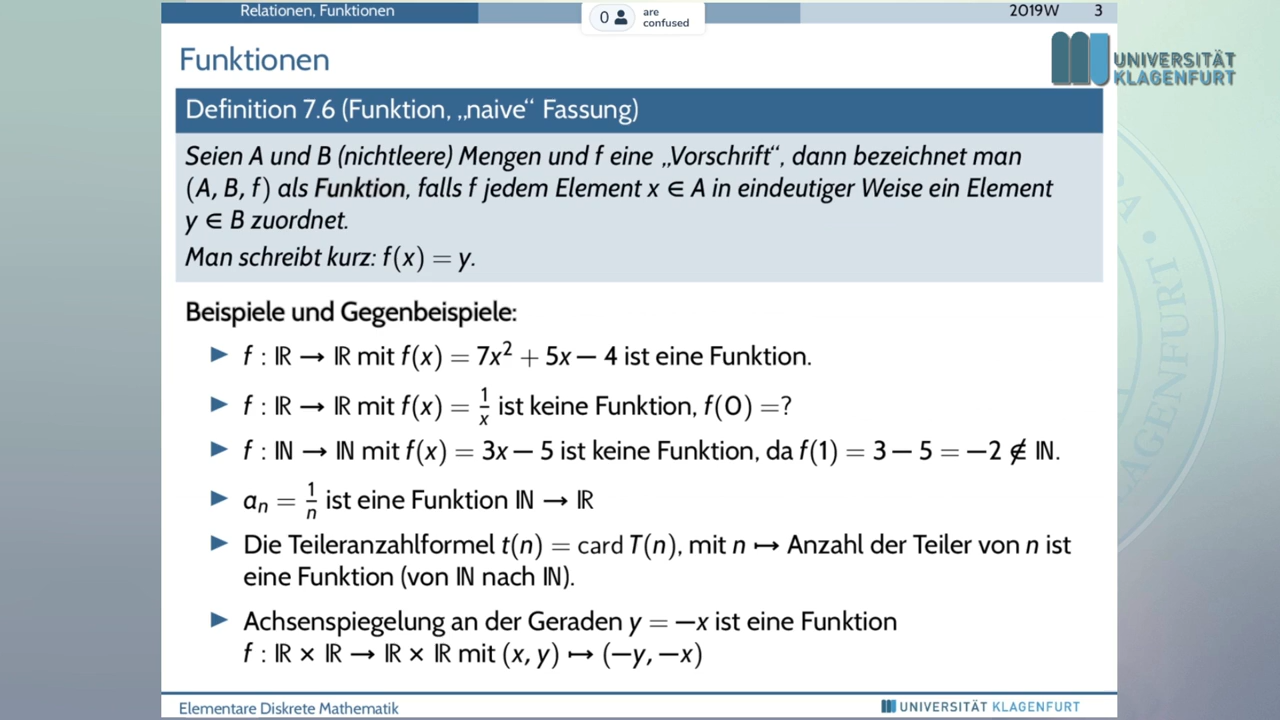 Relationen, Funktionen
0 are confused
2019W 3
Funktionen
UNIVERSITÄT
KLAGENFURT
Definition 7.6 (Funktion, „naive“ Fassung)
Seien A und B (nichtleere) Mengen und f eine „Vorschrift“, dann bezeichnet man
(A, B, f) als Funktion, falls f jedem Element x ∈ A in eindeutiger Weise ein Element
y ∈ B zuordnet.
Man schreibt kurz: f(x) = y.
Beispiele und Gegenbeispiele:
▶ f : ℝ → ℝ mit f(x) = 7x² + 5x − 4 ist eine Funktion.
▶ f : ℝ → ℝ mit f(x) = 1/x ist keine Funktion, f(0) =?
▶ f : ℕ → ℕ mit f(x) = 3x − 5 ist keine Funktion, da f(1) = 3 − 5 = −2 ∉ ℕ.
▶ aₙ = 1/n ist eine Funktion ℕ → ℝ
▶ Die Teileranzahlformel t(n) = card T(n), mit n ↦ Anzahl der Teiler von n ist
eine Funktion (von ℕ nach ℕ).
▶ Achsenspiegelung an der Geraden y = −x ist eine Funktion
f : ℝ × ℝ → ℝ × ℝ mit (x, y) ↦ (−y, −x)
Elementare Diskrete Mathematik
UNIVERSITÄT KLAGENFURT